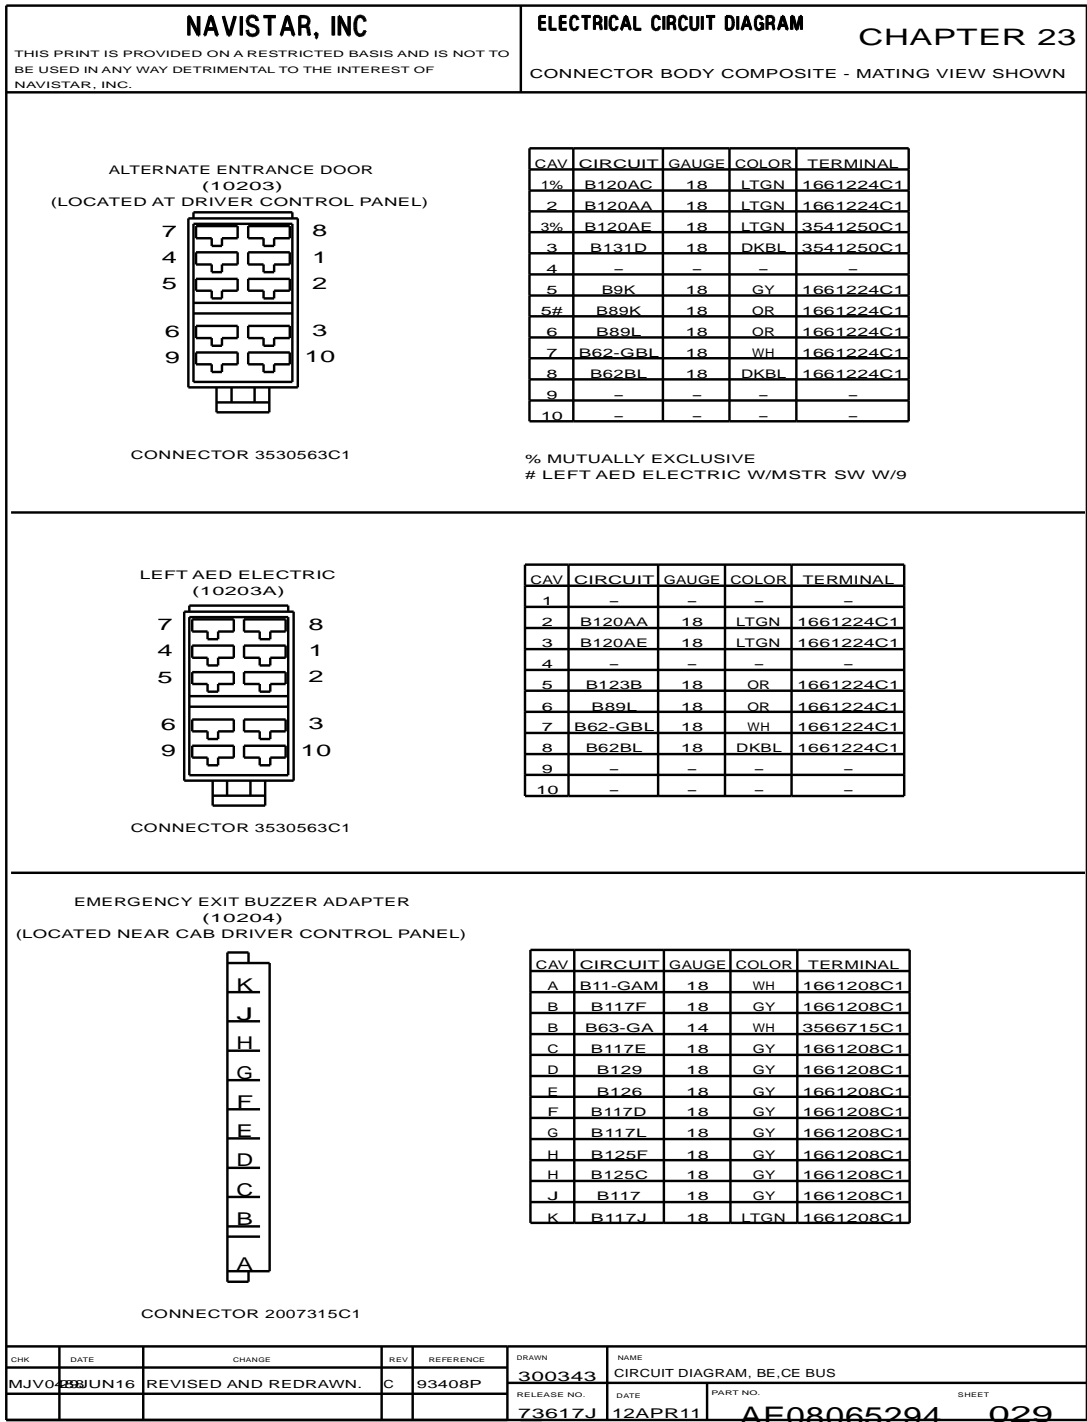 NAVISTAR, INC
THIS PRINT IS PROVIDED ON A RESTRICTED BASIS AND IS NOT TO
BE USED IN ANY WAY DETRIMENTAL TO THE INTEREST OF
NAVISTAR, INC.
ELECTRICAL CIRCUIT DIAGRAM
CHAPTER 23
CONNECTOR BODY COMPOSITE - MATING VIEW SHOWN
ALTERNATE ENTRANCE DOOR
(10203)
(LOCATED AT DRIVER CONTROL PANEL)
7 8
4 1
5 2
6 3
9 10
CONNECTOR 3530563C1
CAV CIRCUIT GAUGE COLOR TERMINAL
1% B120AC 18 LTGN 1661224C1
2 B120AA 18 LTGN 1661224C1
3% B120AE 18 LTGN 3541250C1
3 B131D 18 DKBL 3541250C1
4 – – – –
5 B9K 18 GY 1661224C1
5# B89K 18 OR 1661224C1
6 B89L 18 OR 1661224C1
7 B62-GBL 18 WH 1661224C1
8 B62BL 18 DKBL 1661224C1
9 – – – –
10 – – – –
% MUTUALLY EXCLUSIVE
# LEFT AED ELECTRIC W/MSTR SW W/9
LEFT AED ELECTRIC
(10203A)
7 8
4 1
5 2
6 3
9 10
CONNECTOR 3530563C1
CAV CIRCUIT GAUGE COLOR TERMINAL
1 – – – –
2 B120AA 18 LTGN 1661224C1
3 B120AE 18 LTGN 1661224C1
4 – – – –
5 B123B 18 OR 1661224C1
6 B89L 18 OR 1661224C1
7 B62-GBL 18 WH 1661224C1
8 B62BL 18 DKBL 1661224C1
9 – – – –
10 – – – –
EMERGENCY EXIT BUZZER ADAPTER
(10204)
(LOCATED NEAR CAB DRIVER CONTROL PANEL)
K
J
H
G
F
E
D
C
B
A
CONNECTOR 2007315C1
CAV CIRCUIT GAUGE COLOR TERMINAL
A B11-GAM 18 WH 1661208C1
B B117F 18 GY 1661208C1
B B63-GA 14 WH 3566715C1
C B117E 18 GY 1661208C1
D B129 18 GY 1661208C1
E B126 18 GY 1661208C1
F B117D 18 GY 1661208C1
G B117L 18 GY 1661208C1
H B125F 18 GY 1661208C1
H B125C 18 GY 1661208C1
J B117 18 GY 1661208C1
K B117J 18 LTGN 1661208C1
CHK DATE CHANGE REV REFERENCE
REVISED AND REDRAWN. C 93408P
DRAWN NAME
300343 CIRCUIT DIAGRAM, BE,CE BUS
RELEASE NO. DATE PART NO. SHEET
73617J 12APR11 AE08065294 029